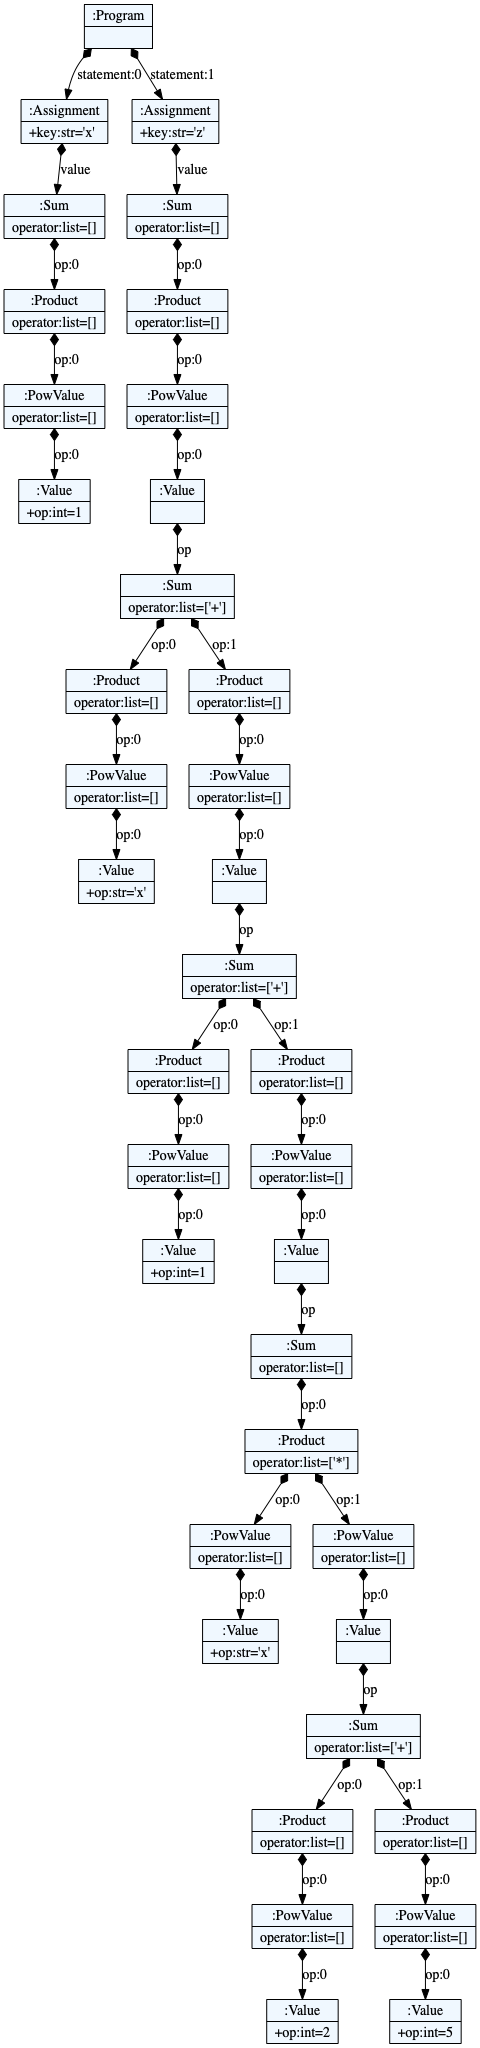 :Program
statement:0
statement:1
:Assignment
+key:str='x'
:Assignment
+key:str='z'
value
value
:Sum
operator:list=[]
:Sum
operator:list=[]
op:0
op:0
:Product
operator:list=[]
:Product
operator:list=[]
op:0
op:0
:PowValue
operator:list=[]
:PowValue
operator:list=[]
op:0
op:0
:Value
+op:int=1
:Value
op
:Sum
operator:list=['+']
op:0
op:1
:Product
operator:list=[]
:Product
operator:list=[]
op:0
op:0
:PowValue
operator:list=[]
:PowValue
operator:list=[]
op:0
op:0
:Value
+op:str='x'
:Value
op
:Sum
operator:list=['+']
op:0
op:1
:Product
operator:list=[]
:Product
operator:list=[]
op:0
op:0
:PowValue
operator:list=[]
:PowValue
operator:list=[]
op:0
op:0
:Value
+op:int=1
:Value
op
:Sum
operator:list=[]
op:0
:Product
operator:list=['*']
op:0
op:1
:PowValue
operator:list=[]
:PowValue
operator:list=[]
op:0
op:0
:Value
+op:str='x'
:Value
op
:Sum
operator:list=['+']
op:0
op:1
:Product
operator:list=[]
:Product
operator:list=[]
op:0
op:0
:PowValue
operator:list=[]
:PowValue
operator:list=[]
op:0
op:0
:Value
+op:int=2
:Value
+op:int=5